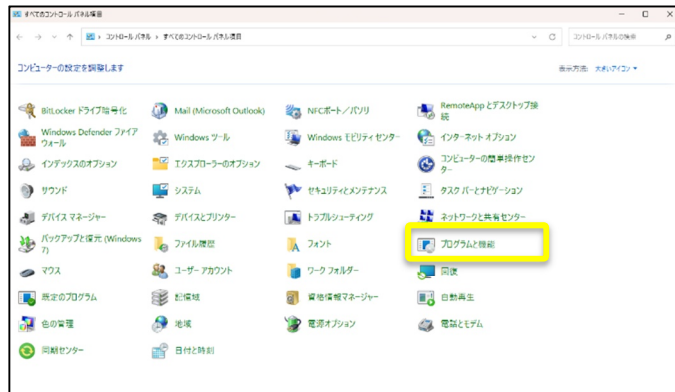 すべてのコントロール パネル項目
コントロール パネル › すべてのコントロール パネル項目
コントロール パネルの検索
コンピューターの設定を調整します
表示方法: 大きいアイコン
BitLocker ドライブ暗号化
Mail (Microsoft Outlook)
NFCポート/パソリ
RemoteApp とデスクトップ接
続
Windows Defender ファイア
ウォール
Windows ツール
Windows モビリティ センター
インターネット オプション
インデックスのオプション
エクスプローラーのオプション
キーボード
コンピューターの簡単操作セン
ター
サウンド
システム
セキュリティとメンテナンス
タスク バーとナビゲーション
デバイス マネージャー
デバイスとプリンター
トラブルシューティング
ネットワークと共有センター
バックアップと復元 (Windows
7)
ファイル履歴
フォント
プログラムと機能
マウス
ユーザー アカウント
ワーク フォルダー
回復
既定のプログラム
記憶域
資格情報マネージャー
自動再生
色の管理
地域
電源オプション
電話とモデム
同期センター
日付と時刻